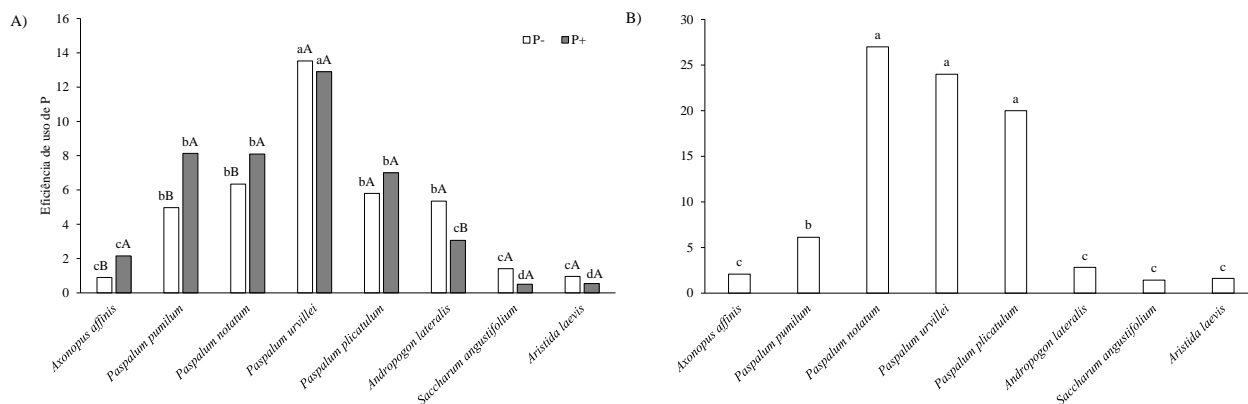 A)
Eficiência de uso de P
16
14
12
10
8
6
4
2
0
P-
P+
cB
cA
bB
bA
bB
bA
aA
aA
bA
bA
bA
cB
cA
dA
cA
dA
Axonopus affinis
Paspalum pumilum
Paspalum notatum
Paspalum urvillei
Paspalum plicatulum
Andropogon lateralis
Saccharum angustifolium
Aristida laevis
B)
30
25
20
15
10
5
0
c
b
a
a
a
c
c
c
Axonopus affinis
Paspalum pumilum
Paspalum notatum
Paspalum urvillei
Paspalum plicatulum
Andropogon lateralis
Saccharum angustifolium
Aristida laevis